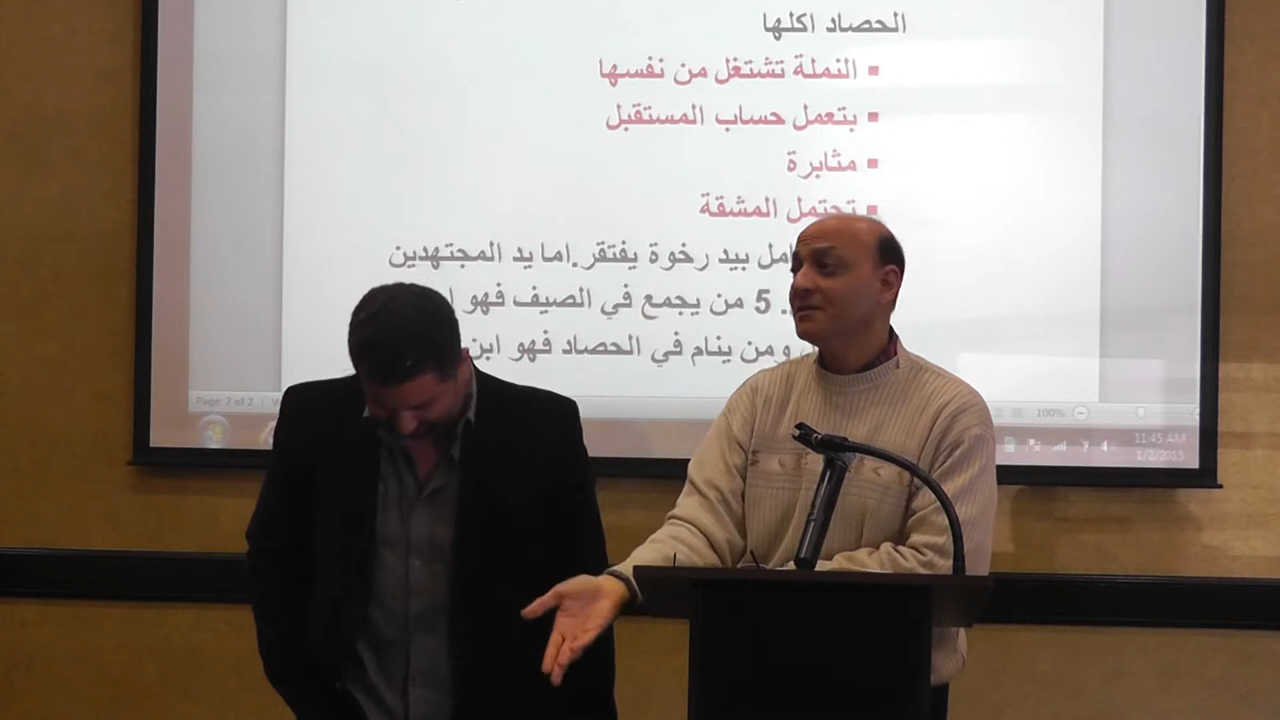 الحصاد اكلها
▪ النملة تشتغل من نفسها
▪ بتعمل حساب المستقبل
▪ مثابرة
▪ تحتمل المشقة
بيد رخوة يفتقر.اما يد المجتهدين
. 5 من يجمع في الصيف فهو
ومن ينام في الحصاد فهو ابن
Page: 2 of 2
100%
11:45 AM
1/2/2015